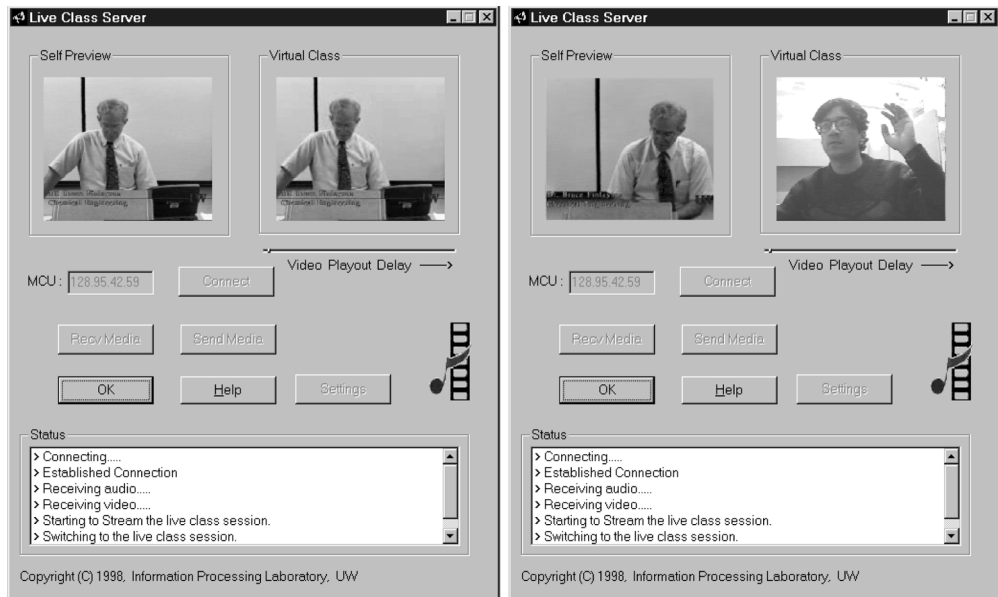 Live Class Server
Self Preview
Virtual Class
Chemical Engineering
Chemical Engineering
Video Playout Delay --->
MCU : 128.95.42.59
Connect
Recv Media
Send Media
OK
Help
Settings
Status
> Connecting.....
> Established Connection
> Receiving audio.....
> Receiving video.....
> Starting to Stream the live class session.
> Switching to the live class session.
Copyright (C) 1998, Information Processing Laboratory, UW
Live Class Server
Self Preview
Virtual Class
Bruce
Video Playout Delay --->
MCU : 128.95.42.59
Connect
Recv Media
Send Media
OK
Help
Settings
Status
> Connecting.....
> Established Connection
> Receiving audio.....
> Receiving video.....
> Starting to Stream the live class session.
> Switching to the live class session.
Copyright (C) 1998, Information Processing Laboratory, UW